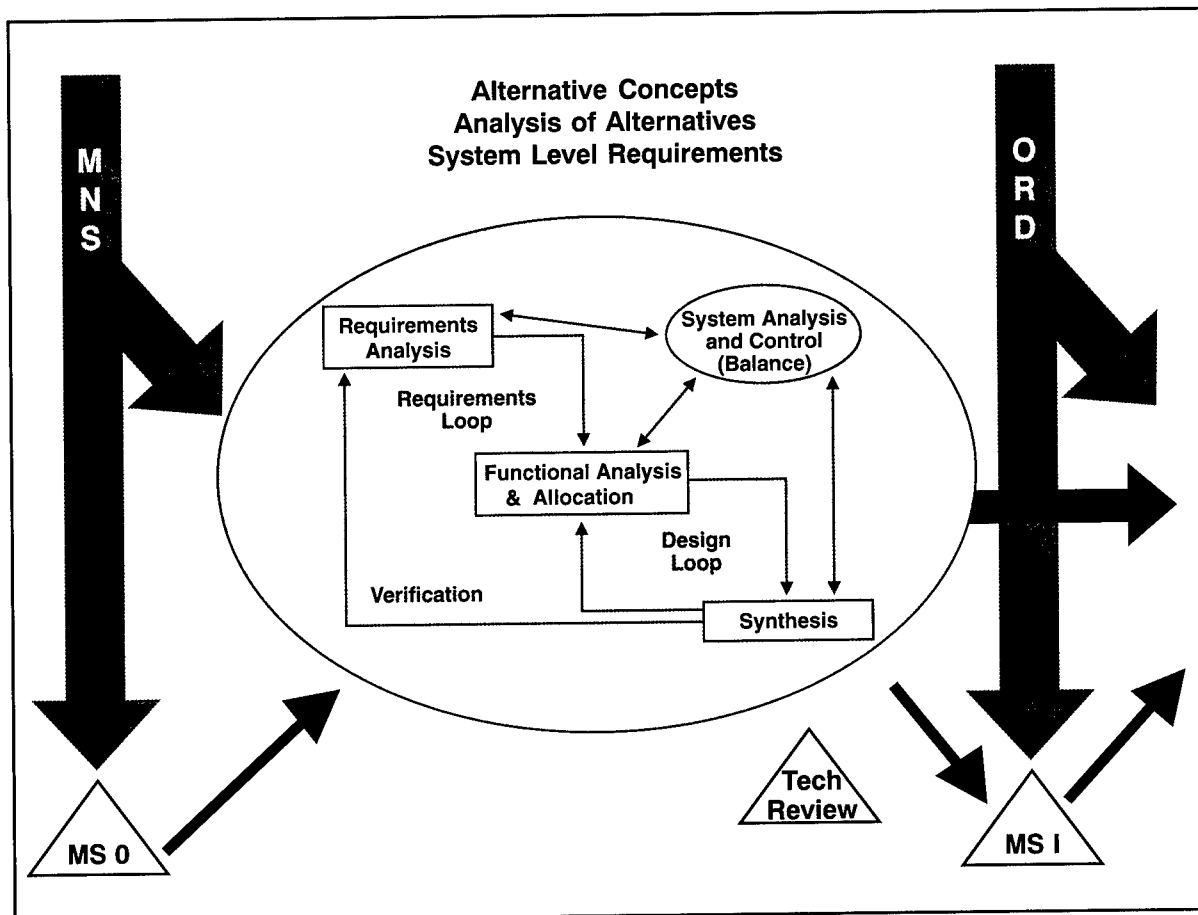 Alternative Concepts
Analysis of Alternatives
System Level Requirements
M
N
S
O
R
D
Requirements
Analysis
System Analysis
and Control
(Balance)
Requirements
Loop
Functional Analysis
& Allocation
Design
Loop
Verification
Synthesis
Tech
Review
MS 0
MS I